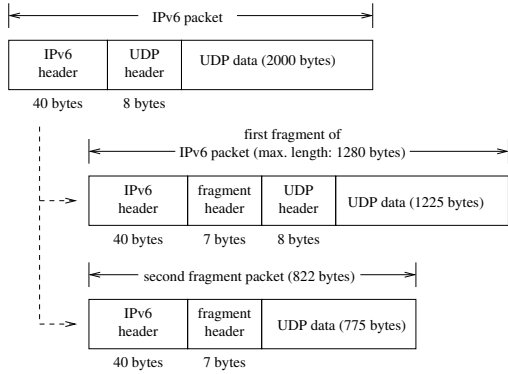 IPv6 packet
IPv6 header
UDP header
UDP data (2000 bytes)
40 bytes
8 bytes
first fragment of
IPv6 packet (max. length: 1280 bytes)
IPv6 header
fragment header
UDP header
UDP data (1225 bytes)
40 bytes
7 bytes
8 bytes
second fragment packet (822 bytes)
IPv6 header
fragment header
UDP data (775 bytes)
40 bytes
7 bytes